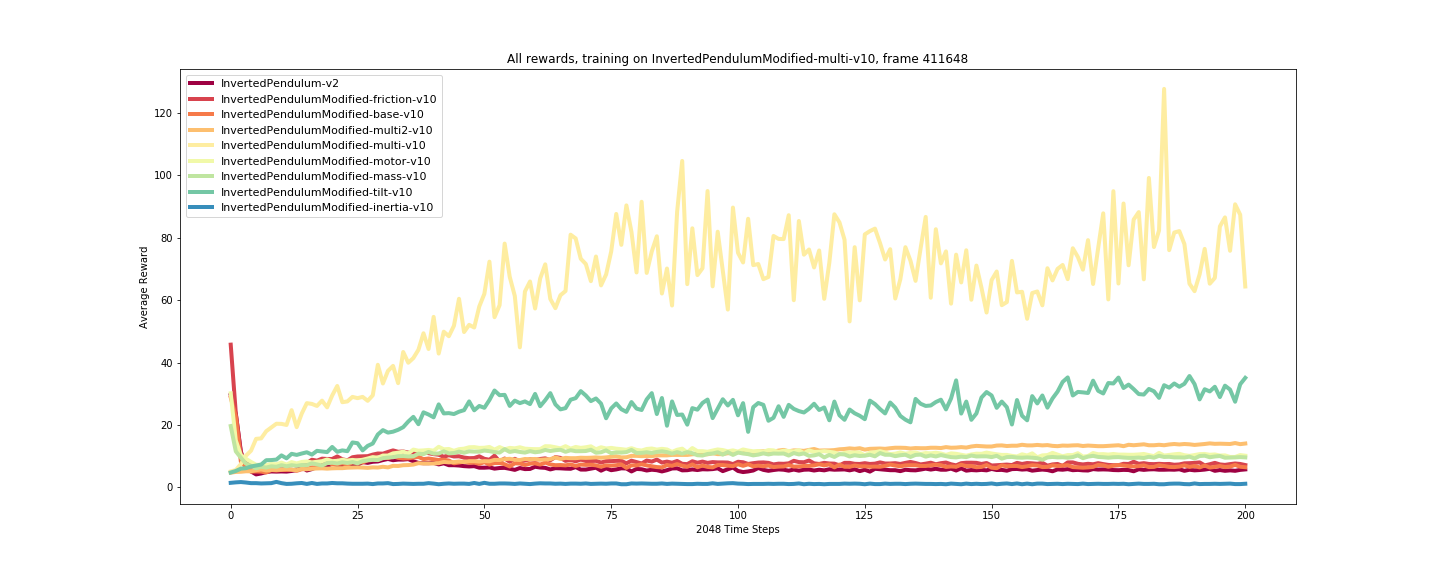 All rewards, training on InvertedPendulumModified-multi-v10, frame 411648
InvertedPendulum-v2
InvertedPendulumModified-friction-v10
InvertedPendulumModified-base-v10
InvertedPendulumModified-multi2-v10
InvertedPendulumModified-multi-v10
InvertedPendulumModified-motor-v10
InvertedPendulumModified-mass-v10
InvertedPendulumModified-tilt-v10
InvertedPendulumModified-inertia-v10
Average Reward
120
100
80
60
40
20
0
0 25 50 75 100 125 150 175 200
2048 Time Steps